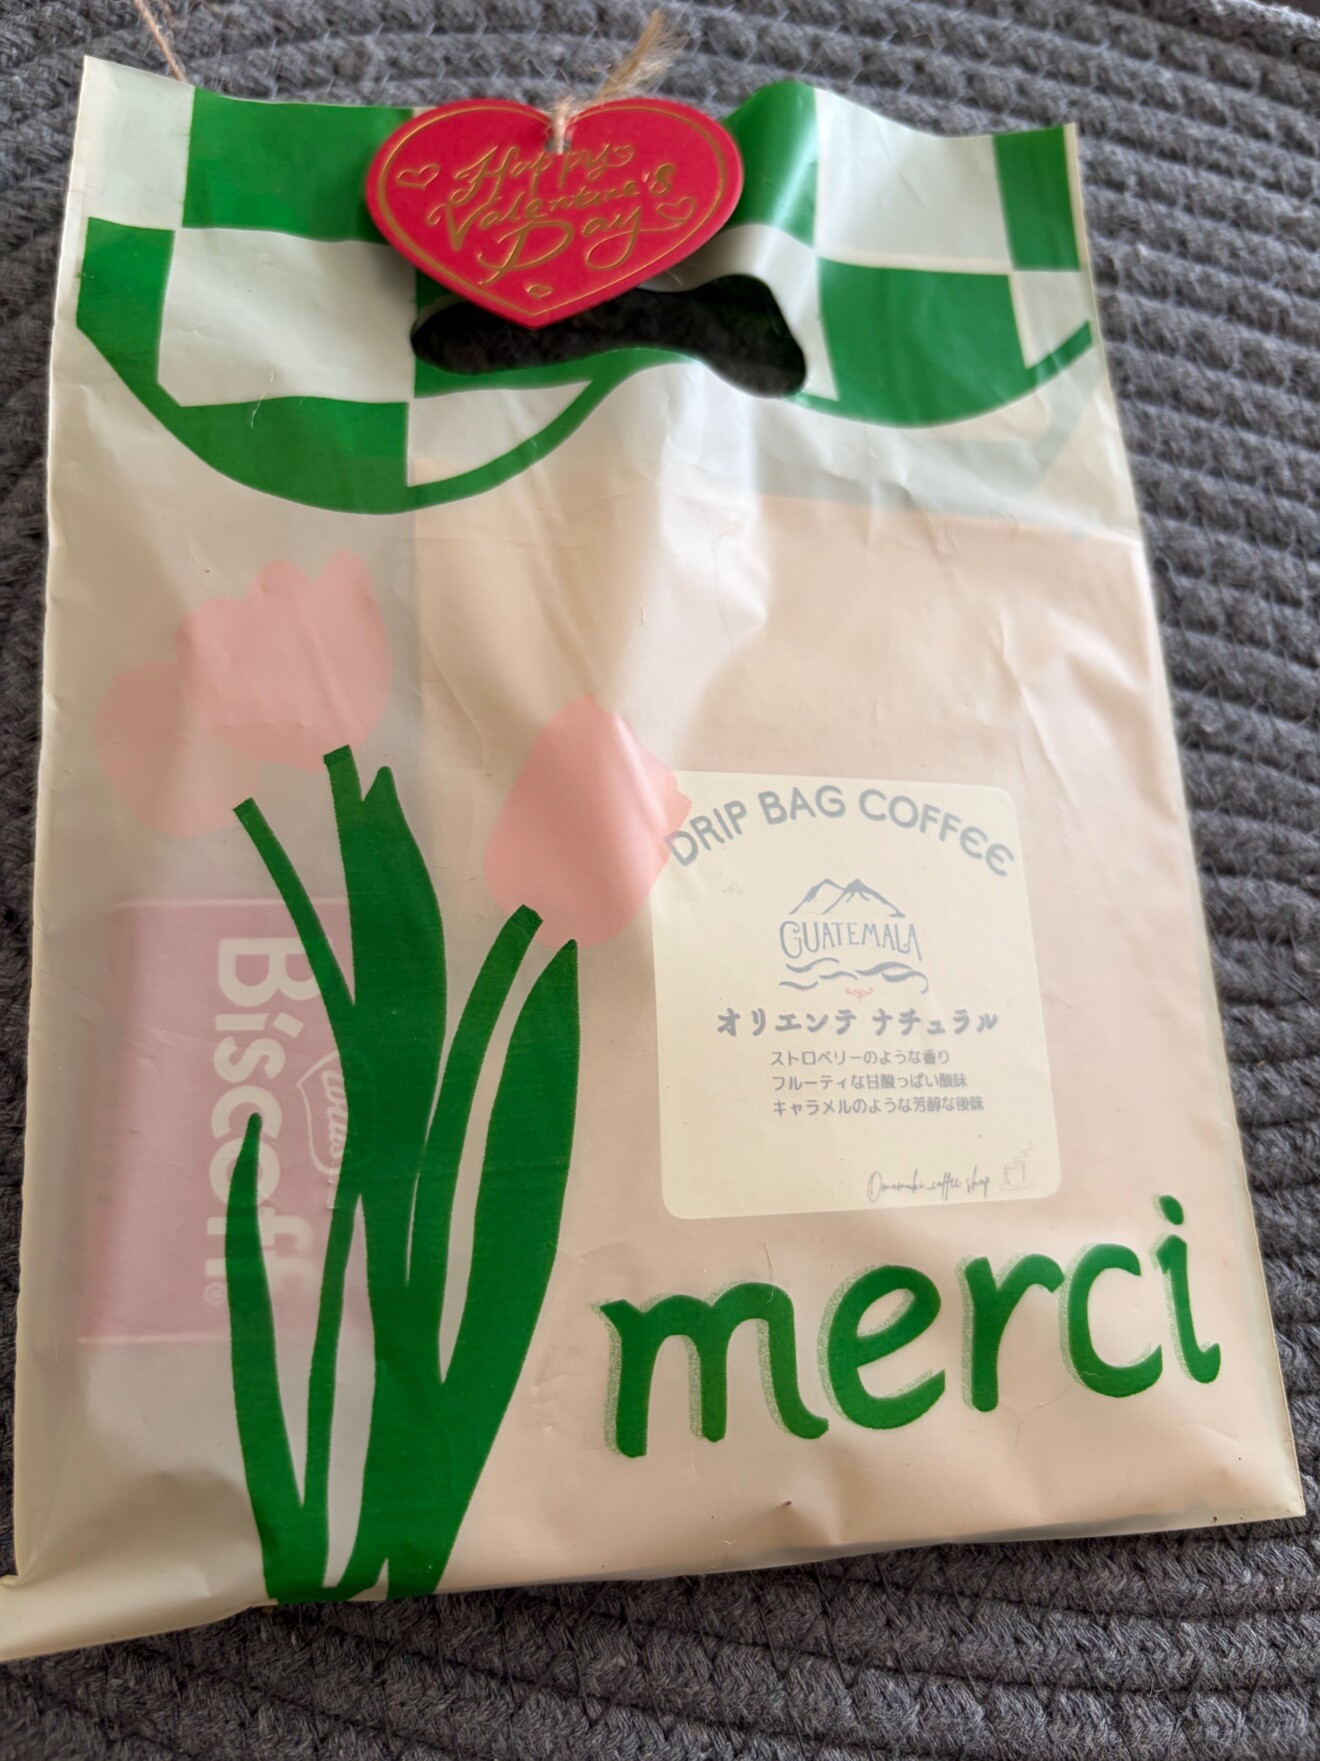 Happy
Valentine's
Day
DRIP BAG COFFEE
GUATEMALA
オリエンテ ナチュラル
ストロベリーのような香り
フルーティな甘酸っぱい酸味
キャラメルのような芳醇な後味
coffee shop
Lotus
Biscoff
merci